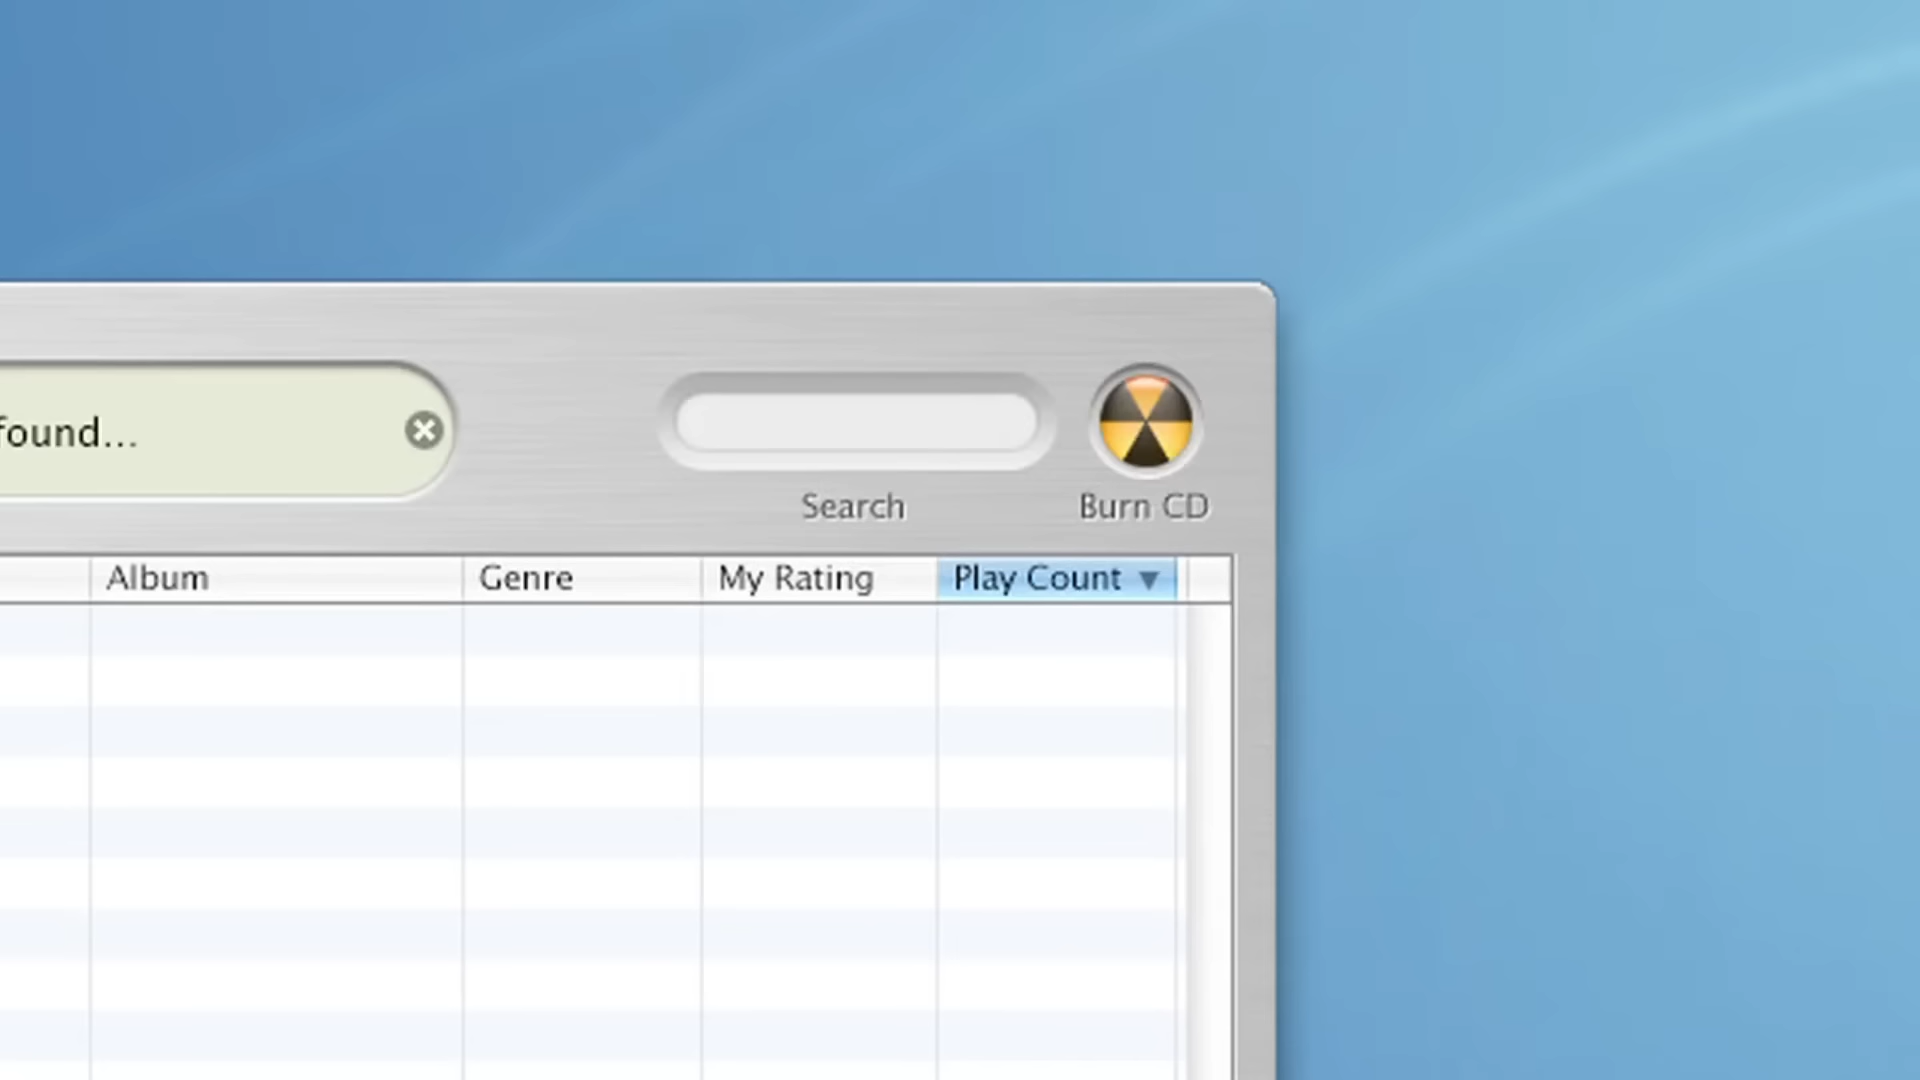 found...
Search
Burn CD
Album
Genre
My Rating
Play Count